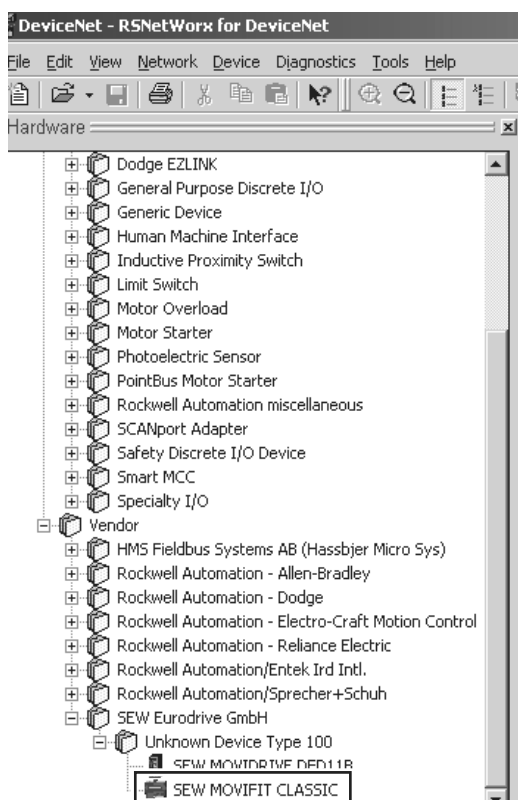 DeviceNet - RSNetWorx for DeviceNet
File Edit View Network Device Diagnostics Tools Help
Hardware
Dodge EZLINK
General Purpose Discrete I/O
Generic Device
Human Machine Interface
Inductive Proximity Switch
Limit Switch
Motor Overload
Motor Starter
Photoelectric Sensor
PointBus Motor Starter
Rockwell Automation miscellaneous
SCANport Adapter
Safety Discrete I/O Device
Smart MCC
Specialty I/O
Vendor
HMS Fieldbus Systems AB (Hassbjer Micro Sys)
Rockwell Automation - Allen-Bradley
Rockwell Automation - Dodge
Rockwell Automation - Electro-Craft Motion Control
Rockwell Automation - Reliance Electric
Rockwell Automation/Entek Ird Intl.
Rockwell Automation/Sprecher+Schuh
SEW Eurodrive GmbH
Unknown Device Type 100
SEW MOVIDRIVE DFD11B
SEW MOVIFIT CLASSIC